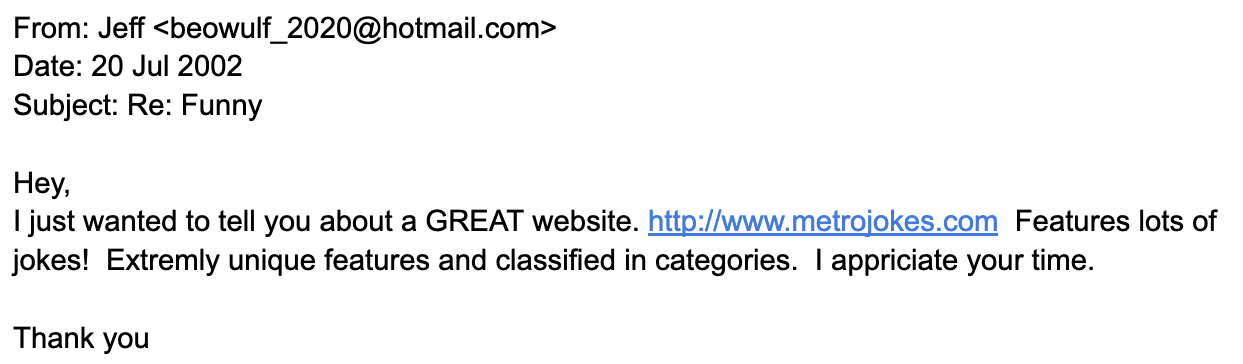 From: Jeff <beowulf_2020@hotmail.com>
Date: 20 Jul 2002
Subject: Re: Funny
Hey,
I just wanted to tell you about a GREAT website. http://www.metrojokes.com  Features lots of
jokes!  Extremly unique features and classified in categories.  I appriciate your time.
Thank you